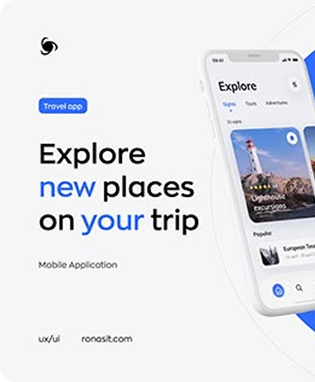 Travel app
Explore
new places
on your trip
Mobile Application
ux/ui
ronasit.com
Explore
Sights
Tours
Adventures
Lighthouse
excursions
Popular
European Tou